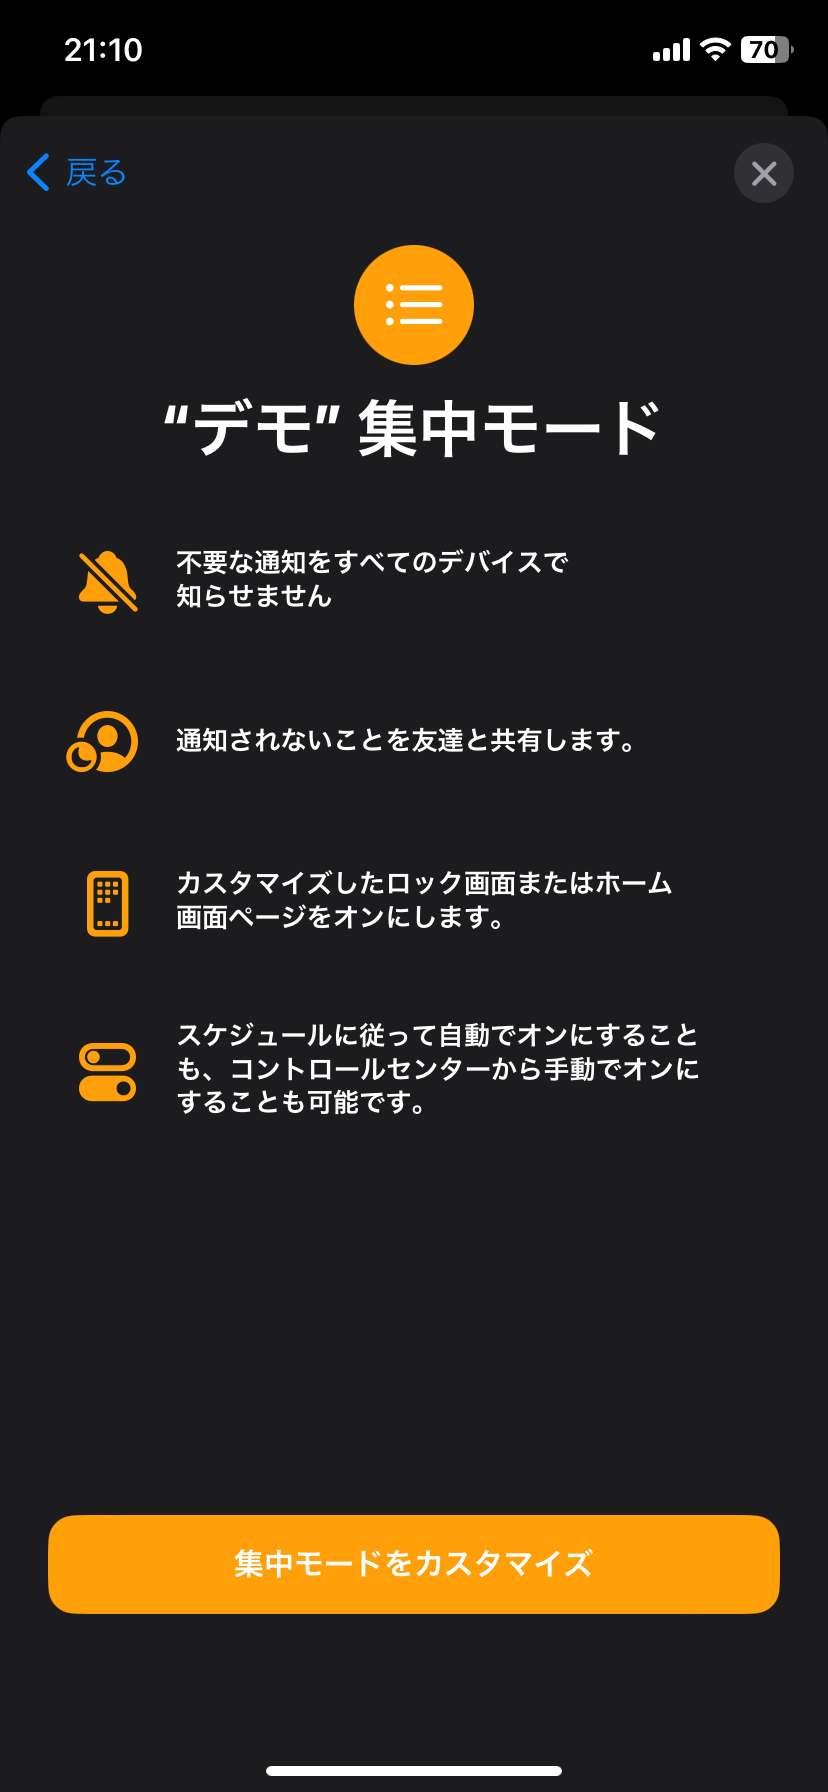 21:10
70
戻る
“デモ” 集中モード
不要な通知をすべてのデバイスで
知らせません
通知されないことを友達と共有します。
カスタマイズしたロック画面またはホーム
画面ページをオンにします。
スケジュールに従って自動でオンにすること
も、コントロールセンターから手動でオンに
することも可能です。
集中モードをカスタマイズ